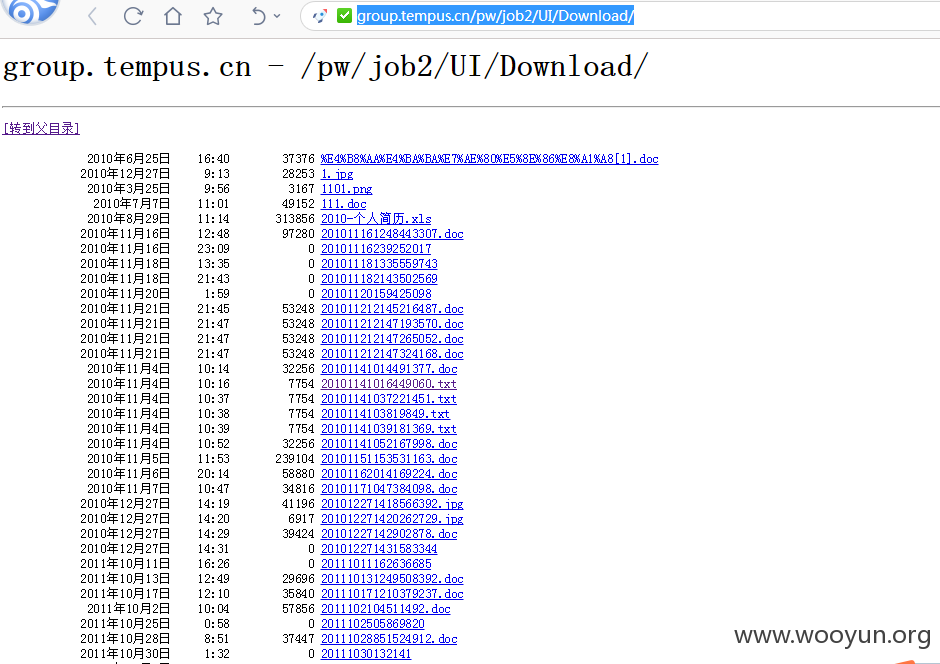 group.tempus.cn/pw/job2/UI/Download/
group.tempus.cn - /pw/job2/UI/Download/
[转到父目录]
2010年6月25日 16:40 37376 %E4%B8%AA%E4%BA%BA%E7%AE%80%E5%8E%86%E8%A1%A8[1].doc
2010年12月27日 9:13 28253 1.jpg
2010年3月25日 9:56 3167 1101.png
2010年7月7日 11:01 49152 111.doc
2010年8月29日 11:14 313856 2010-个人简历.xls
2010年11月16日 12:48 97280 201011161248443307.doc
2010年11月16日 23:09 0 20101116239252017
2010年11月18日 13:35 0 201011181335559743
2010年11月18日 21:43 0 201011182143502569
2010年11月20日 1:59 0 20101120159425098
2010年11月21日 21:45 53248 201011212145216487.doc
2010年11月21日 21:47 53248 201011212147193570.doc
2010年11月21日 21:47 53248 201011212147265052.doc
2010年11月21日 21:47 53248 201011212147324168.doc
2010年11月4日 10:14 32256 20101141014491377.doc
2010年11月4日 10:16 7754 20101141016449060.txt
2010年11月4日 10:37 7754 20101141037221451.txt
2010年11月4日 10:38 7754 2010114103819849.txt
2010年11月4日 10:39 7754 20101141039181369.txt
2010年11月4日 10:52 32256 20101141052167998.doc
2010年11月5日 11:53 239104 20101151153531163.doc
2010年11月6日 20:14 58880 20101162014169224.doc
2010年11月7日 10:47 34816 20101171047384098.doc
2010年12月27日 14:19 41196 201012271418566392.jpg
2010年12月27日 14:20 6917 201012271420262729.jpg
2010年12月27日 14:29 39424 20101227142902878.doc
2010年12月27日 14:31 0 201012271431583344
2011年10月11日 16:26 0 20111011162636685
2011年10月13日 12:49 29696 201110131249508392.doc
2011年10月17日 12:10 35840 201110171210379237.doc
2011年10月2日 10:04 57856 2011102104511492.doc
2011年10月25日 0:58 0 2011102505869820
2011年10月28日 8:51 37447 20111028851524912.doc
2011年10月30日 1:32 0 20111030132141
www.wooyun.org